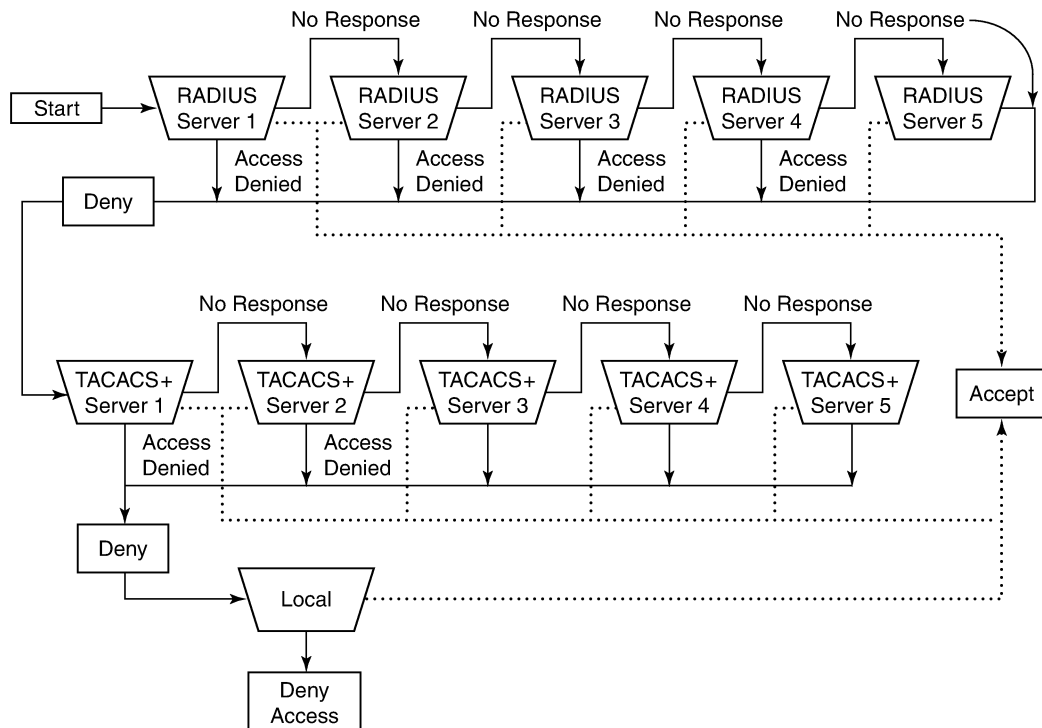 No Response
No Response
No Response
No Response
No Response
Start
RADIUS
Server 1
RADIUS
Server 2
RADIUS
Server 3
RADIUS
Server 4
RADIUS
Server 5
Access
Denied
Access
Denied
Access
Denied
Access
Denied
Deny
No Response
No Response
No Response
No Response
TACACS+
Server 1
TACACS+
Server 2
TACACS+
Server 3
TACACS+
Server 4
TACACS+
Server 5
Accept
Access
Denied
Access
Denied
Deny
Local
Deny
Access